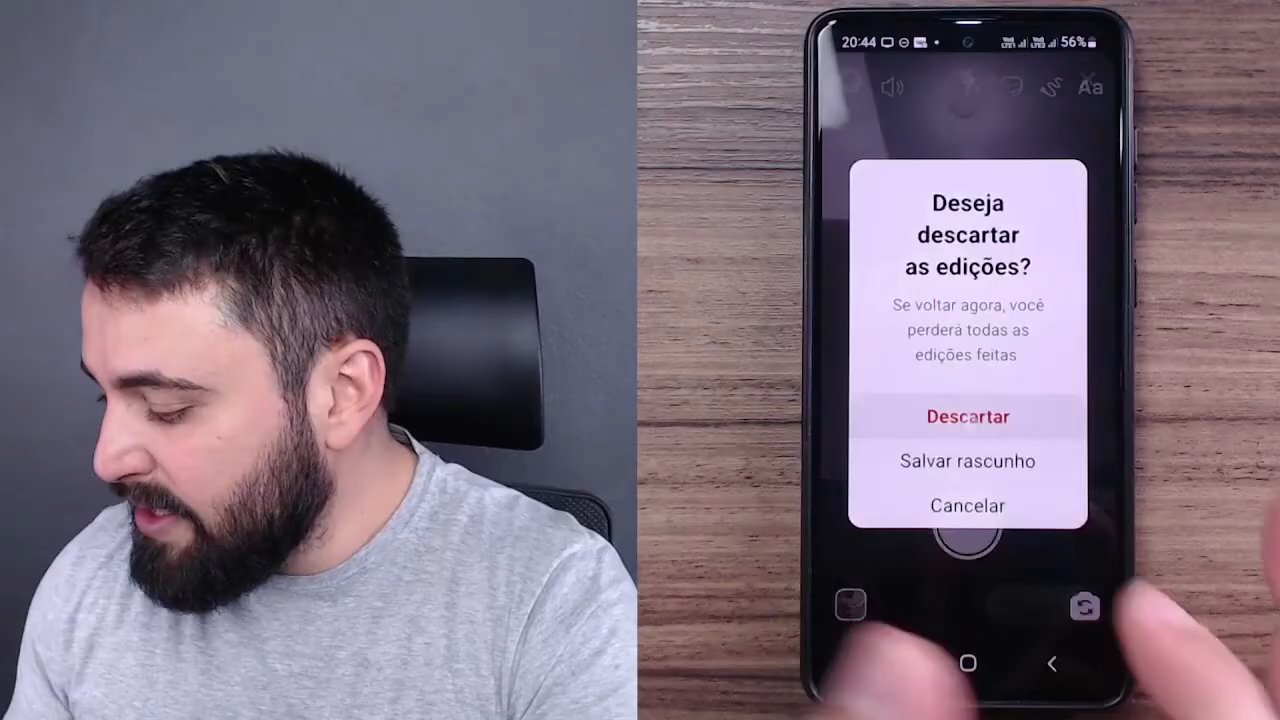 20:44
56%
Aa
Deseja
descartar
as edições?
Se voltar agora, você
perderá todas as
edições feitas
Descartar
Salvar rascunho
Cancelar